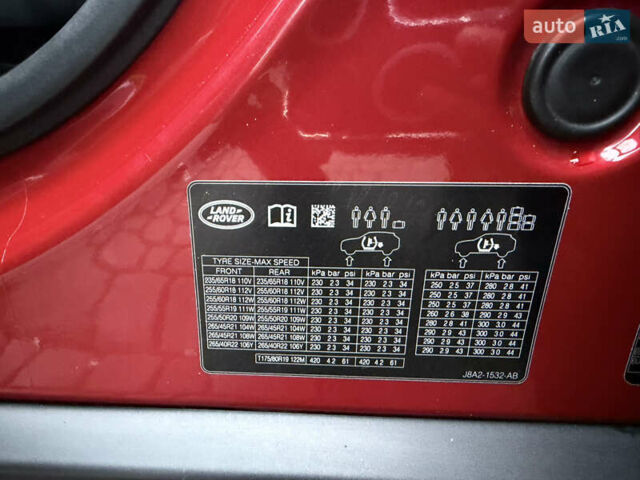 auto RIA .com
LAND ROVER
TYRE SIZE-MAX SPEED
FRONT REAR kPa bar psi kPa bar psi kPa bar psi kPa bar psi
235/65R18 110V 235/65R18 110V 230 2.3 34 230 2.3 34 250 2.5 37 280 2.8 41
255/60R18 112V 255/60R18 112V 230 2.3 34 230 2.3 34 250 2.5 37 280 2.8 41
255/60R18 112W 255/60R18 112W 230 2.3 34 230 2.3 34 250 2.5 37 280 2.8 41
255/55R19 111W 255/55R19 111W 230 2.3 34 230 2.3 34 250 2.5 37 280 2.8 41
255/50R20 109W 255/50R20 109W 230 2.3 34 230 2.3 34 260 2.6 38 290 2.9 43
265/45R21 104W 265/45R21 104W 230 2.3 34 230 2.3 34 290 2.9 43 300 3.0 44
265/45R21 108W 265/45R21 108W 230 2.3 34 230 2.3 34 290 2.9 43 300 3.0 44
265/40R22 106Y 265/40R22 106Y 230 2.3 34 230 2.3 34 290 2.9 43 300 3.0 44
T175/80R19 122M 420 4.2 61 420 4.2 61
J8A2-1532-AB